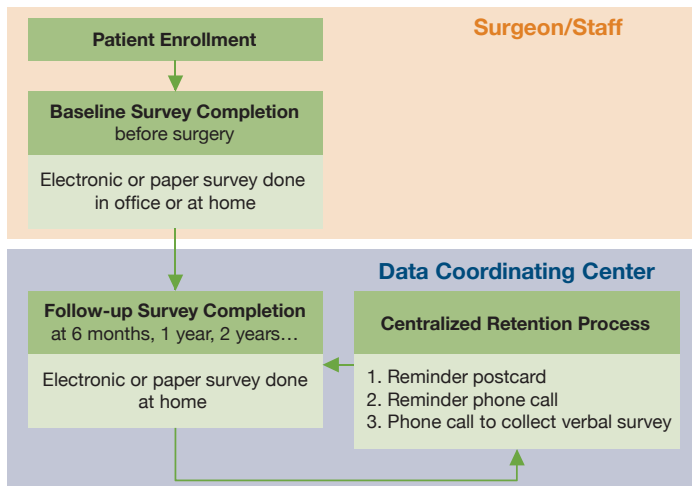 Surgeon/Staff
Patient Enrollment
Baseline Survey Completion
before surgery
Electronic or paper survey done
in office or at home
Data Coordinating Center
Follow-up Survey Completion
at 6 months, 1 year, 2 years…
Electronic or paper survey done
at home
Centralized Retention Process
1. Reminder postcard
2. Reminder phone call
3. Phone call to collect verbal survey